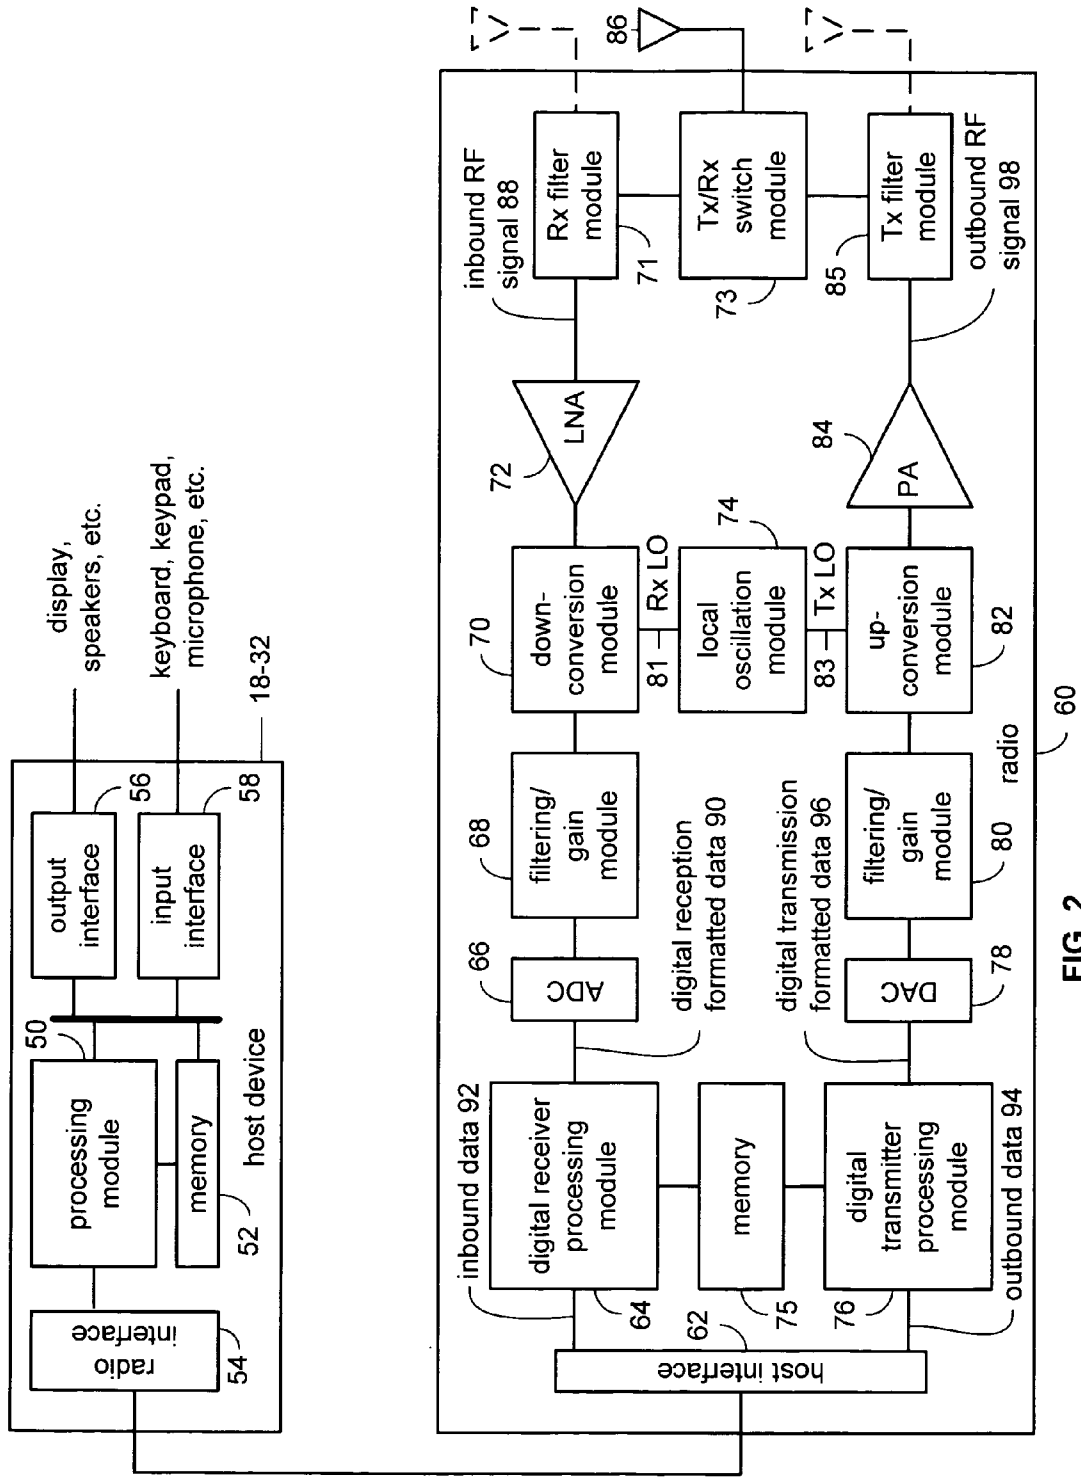 display,
speakers, etc.
keyboard, keypad,
microphone, etc.
18-32
output
interface
56
input
interface
58
50
processing
module
memory
52
host device
radio
interface
54
86
inbound RF
signal 88
Rx filter
module
71
Tx/Rx
switch
module
73
Tx filter
module
85
outbound RF
signal 98
LNA
72
PA
84
down-
conversion
module
70
Rx LO
81
local
oscillation
module
74
Tx LO
83
up-
conversion
module
82
filtering/
gain
module
68
filtering/
gain
module
80
radio
60
ADC
66
digital reception
formatted data 90
digital transmission
formatted data 96
DAC
78
inbound data 92
digital receiver
processing
module
64
memory
75
digital
transmitter
processing
module
76
outbound data 94
host interface
62
FIG. 2